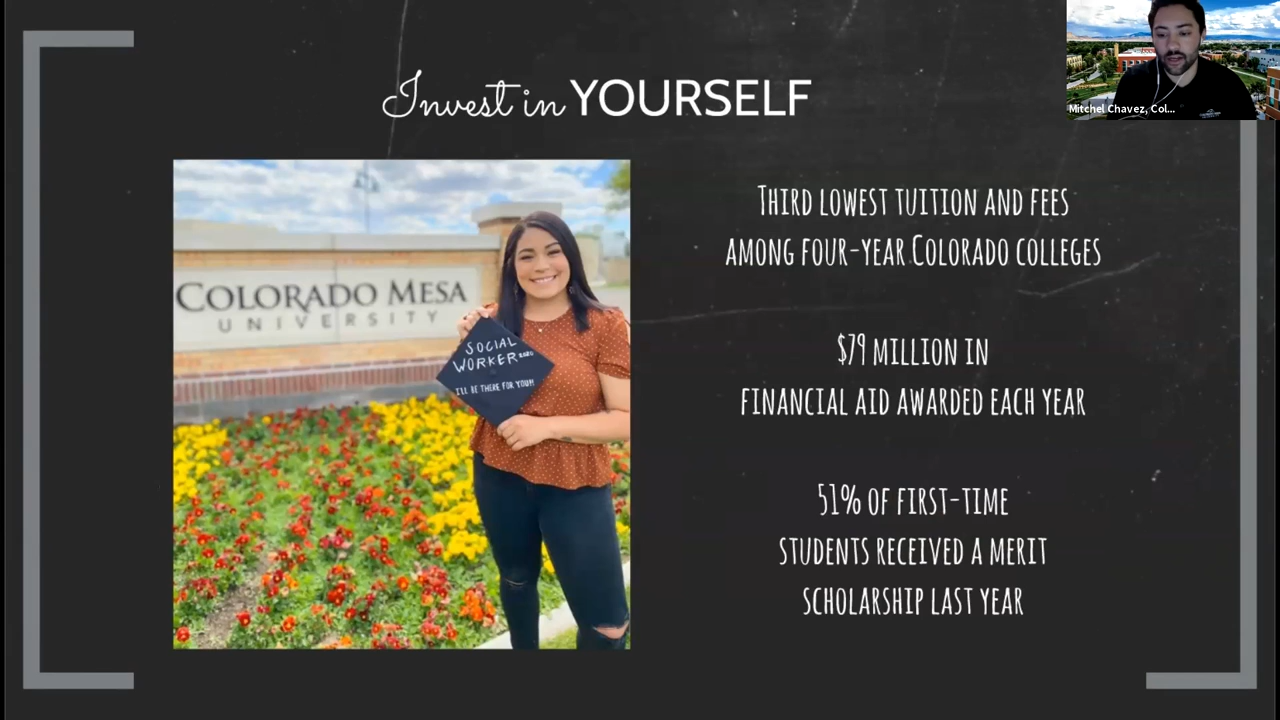 Invest in YOURSELF
Mitchel Chavez, Col...
COLORADO MESA
UNIVERSITY
SOCIAL
WORKER 2020
I'LL BE THERE FOR YOU!!
THIRD LOWEST TUITION AND FEES
AMONG FOUR-YEAR COLORADO COLLEGES
$79 MILLION IN
FINANCIAL AID AWARDED EACH YEAR
51% OF FIRST-TIME
STUDENTS RECEIVED A MERIT
SCHOLARSHIP LAST YEAR